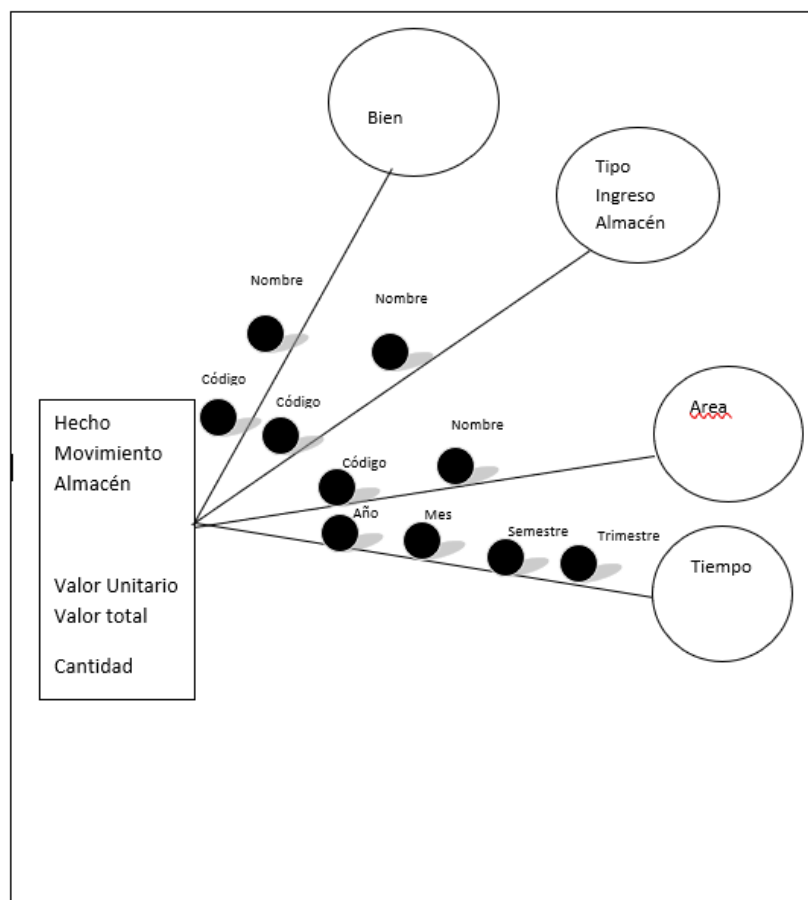 Bien
Tipo
Ingreso
Almacén
Nombre
Nombre
Código
Código
Hecho
Movimiento
Almacén
Area
Nombre
Código
Año
Mes
Semestre
Trimestre
Tiempo
Valor Unitario
Valor total
Cantidad